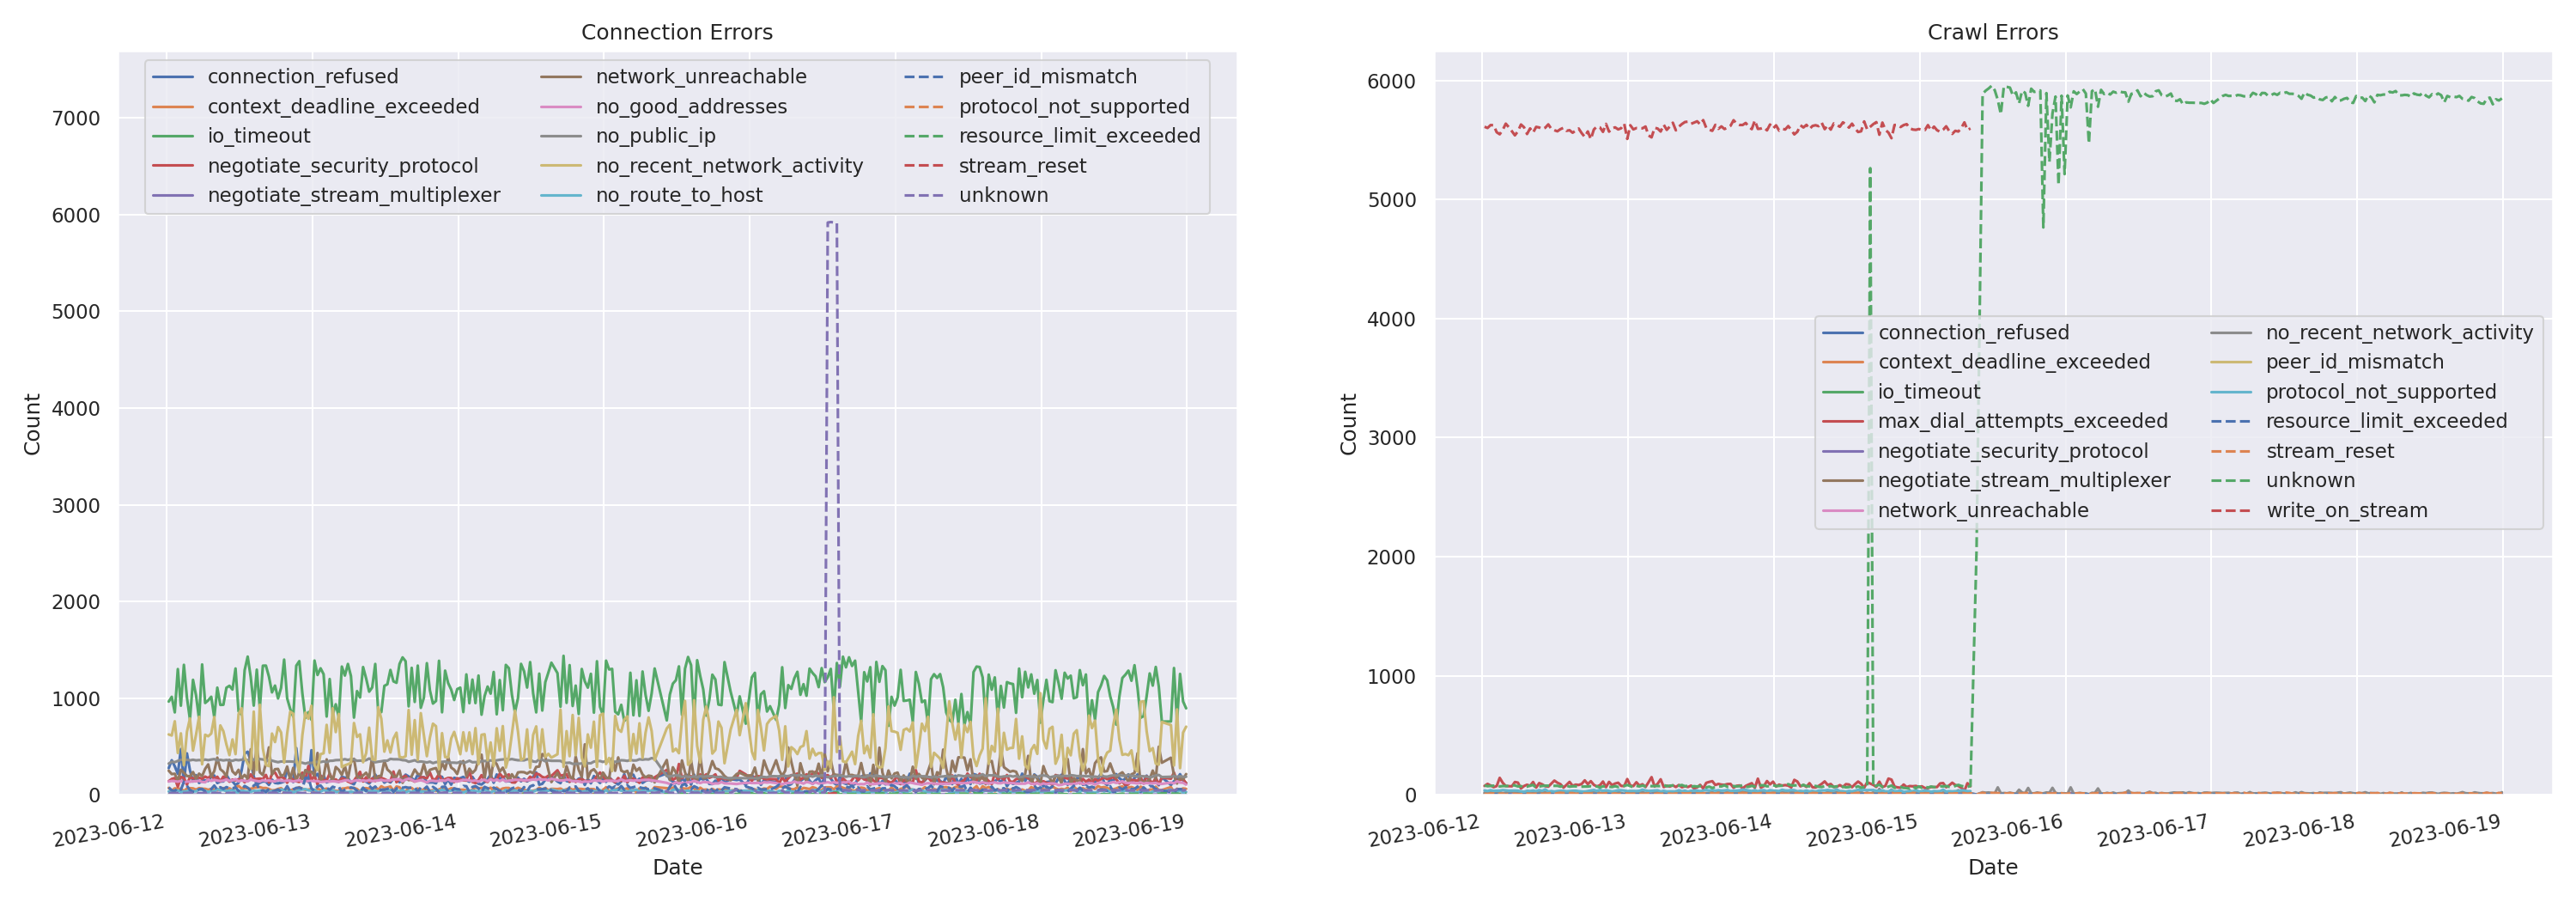 Connection Errors
connection_refused
context_deadline_exceeded
io_timeout
negotiate_security_protocol
negotiate_stream_multiplexer
network_unreachable
no_good_addresses
no_public_ip
no_recent_network_activity
no_route_to_host
peer_id_mismatch
protocol_not_supported
resource_limit_exceeded
stream_reset
unknown
7000
6000
5000
4000
3000
2000
1000
0
Count
2023-06-12
2023-06-13
2023-06-14
2023-06-15
2023-06-16
2023-06-17
2023-06-18
2023-06-19
Date
Crawl Errors
6000
5000
4000
3000
2000
1000
0
Count
connection_refused
context_deadline_exceeded
io_timeout
max_dial_attempts_exceeded
negotiate_security_protocol
negotiate_stream_multiplexer
network_unreachable
no_recent_network_activity
peer_id_mismatch
protocol_not_supported
resource_limit_exceeded
stream_reset
unknown
write_on_stream
2023-06-12
2023-06-13
2023-06-14
2023-06-15
2023-06-16
2023-06-17
2023-06-18
2023-06-19
Date